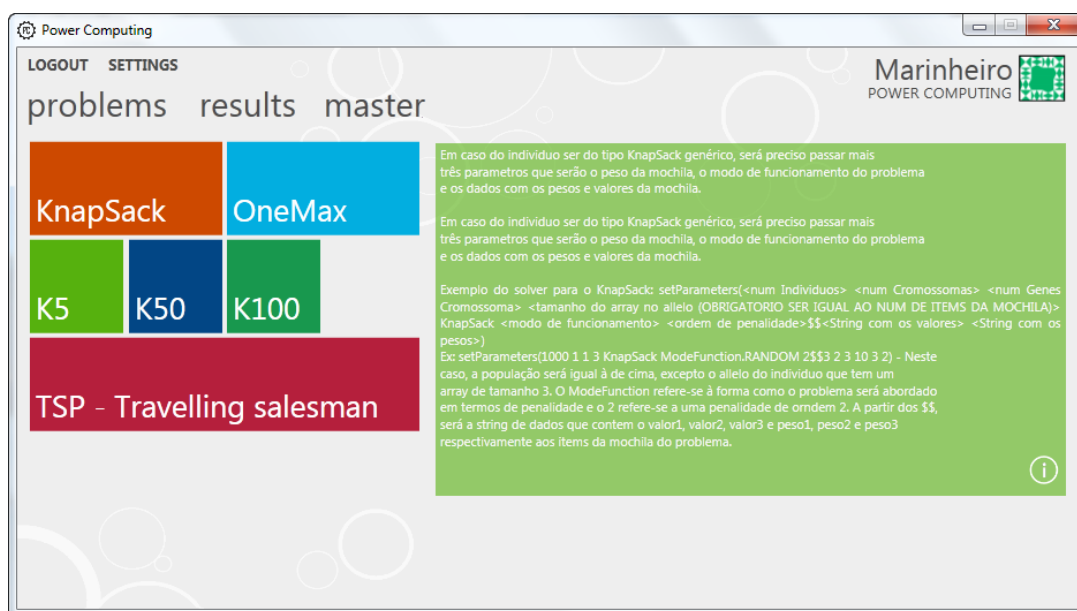 Power Computing
LOGOUT SETTINGS
Marinheiro
POWER COMPUTING
problems results master
KnapSack
OneMax
K5
K50
K100
TSP - Travelling salesman
Em caso do individuo ser do tipo KnapSack genérico, será preciso passar mais
três parametros que serão o peso da mochila, o modo de funcionamento do problema
e os dados com os pesos e valores da mochila.
Em caso do individuo ser do tipo KnapSack genérico, será preciso passar mais
três parametros que serão o peso da mochila, o modo de funcionamento do problema
e os dados com os pesos e valores da mochila.
Exemplo do solver para o KnapSack: setParameters(<num Individuos> <num Cromossomas> <num Genes
Cromossoma> <tamanho do array no allelo (OBRIGATORIO SER IGUAL AO NUM DE ITEMS DA MOCHILA)>
KnapSack <modo de funcionamento> <ordem de penalidade>$$<String com os valores> <String com os
pesos>)
Ex: setParameters(1000 1 1 3 KnapSack ModeFunction.RANDOM 2$$3 2 3 10 3 2) - Neste
caso, a população será igual à de cima, excepto o allelo do individuo que tem um
array de tamanho 3. O ModeFunction refere-se à forma como o problema será abordado
em termos de penalidade e o 2 refere-se a uma penalidade de orndem 2. A partir dos $$,
será a string de dados que contem o valor1, valor2, valor3 e peso1, peso2 e peso3
respectivamente aos items da mochila do problema.